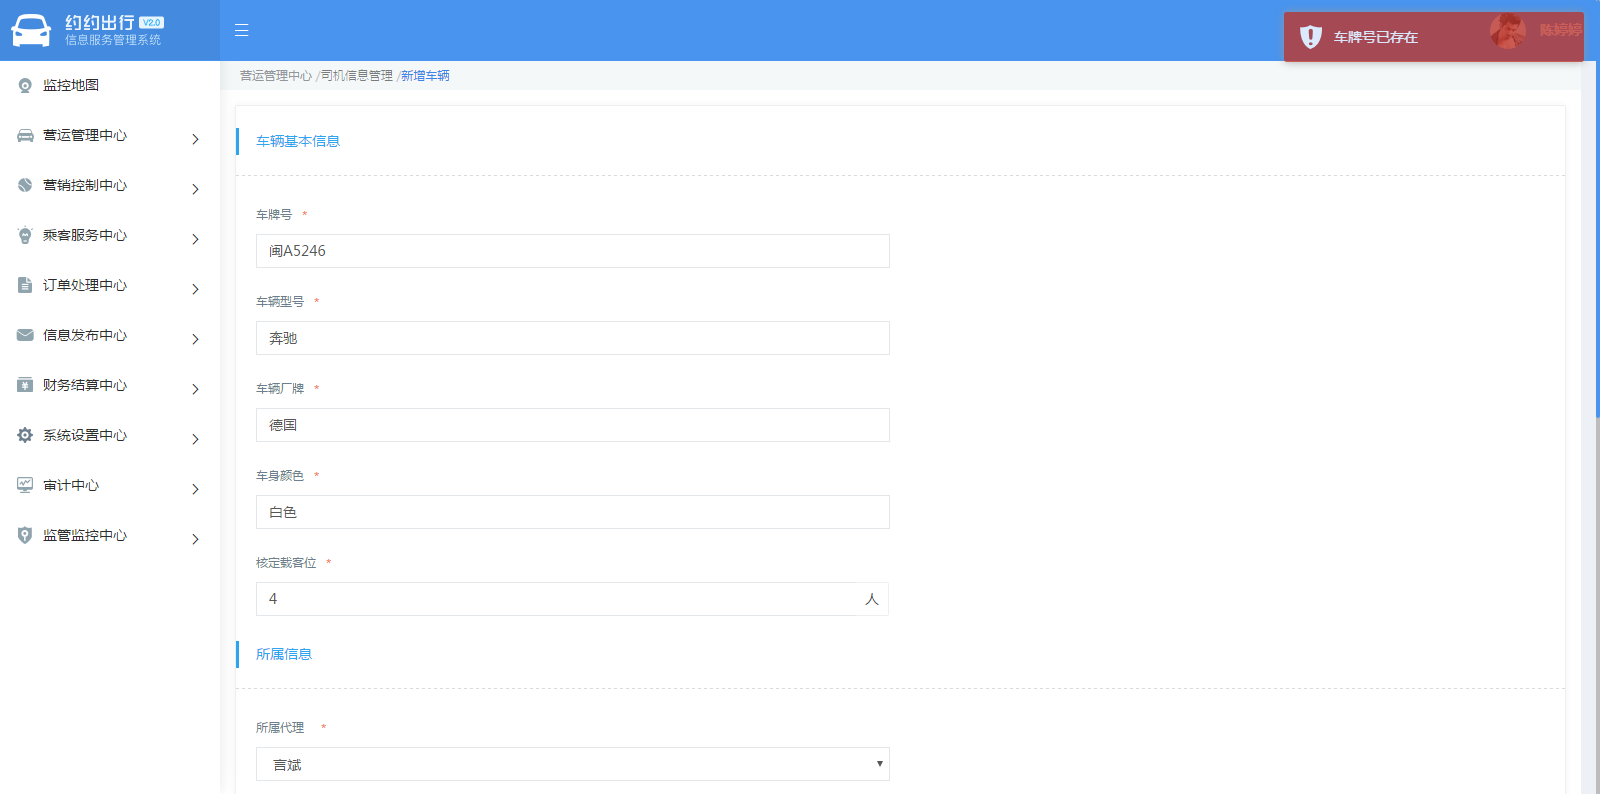 约约出行 V2.0
信息服务管理系统
车牌号已存在
陈婷婷
监控地图
营运管理中心
营销控制中心
乘客服务中心
订单处理中心
信息发布中心
财务结算中心
系统设置中心
审计中心
监管监控中心
营运管理中心 /司机信息管理 /新增车辆
车辆基本信息
车牌号 *
闽A5246
车辆型号 *
奔驰
车辆厂牌 *
德国
车身颜色 *
白色
核定载客位 *
4 人
所属信息
所属代理 *
言斌